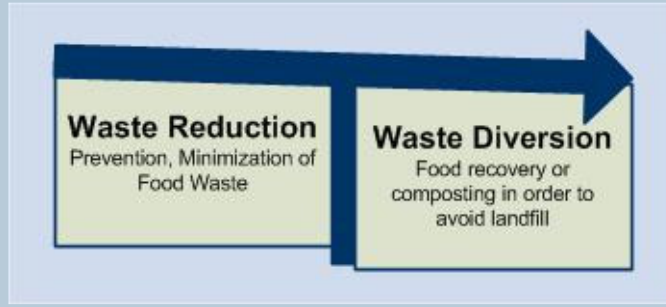 Waste Reduction
Prevention, Minimization of
Food Waste
Waste Diversion
Food recovery or
composting in order to
avoid landfill